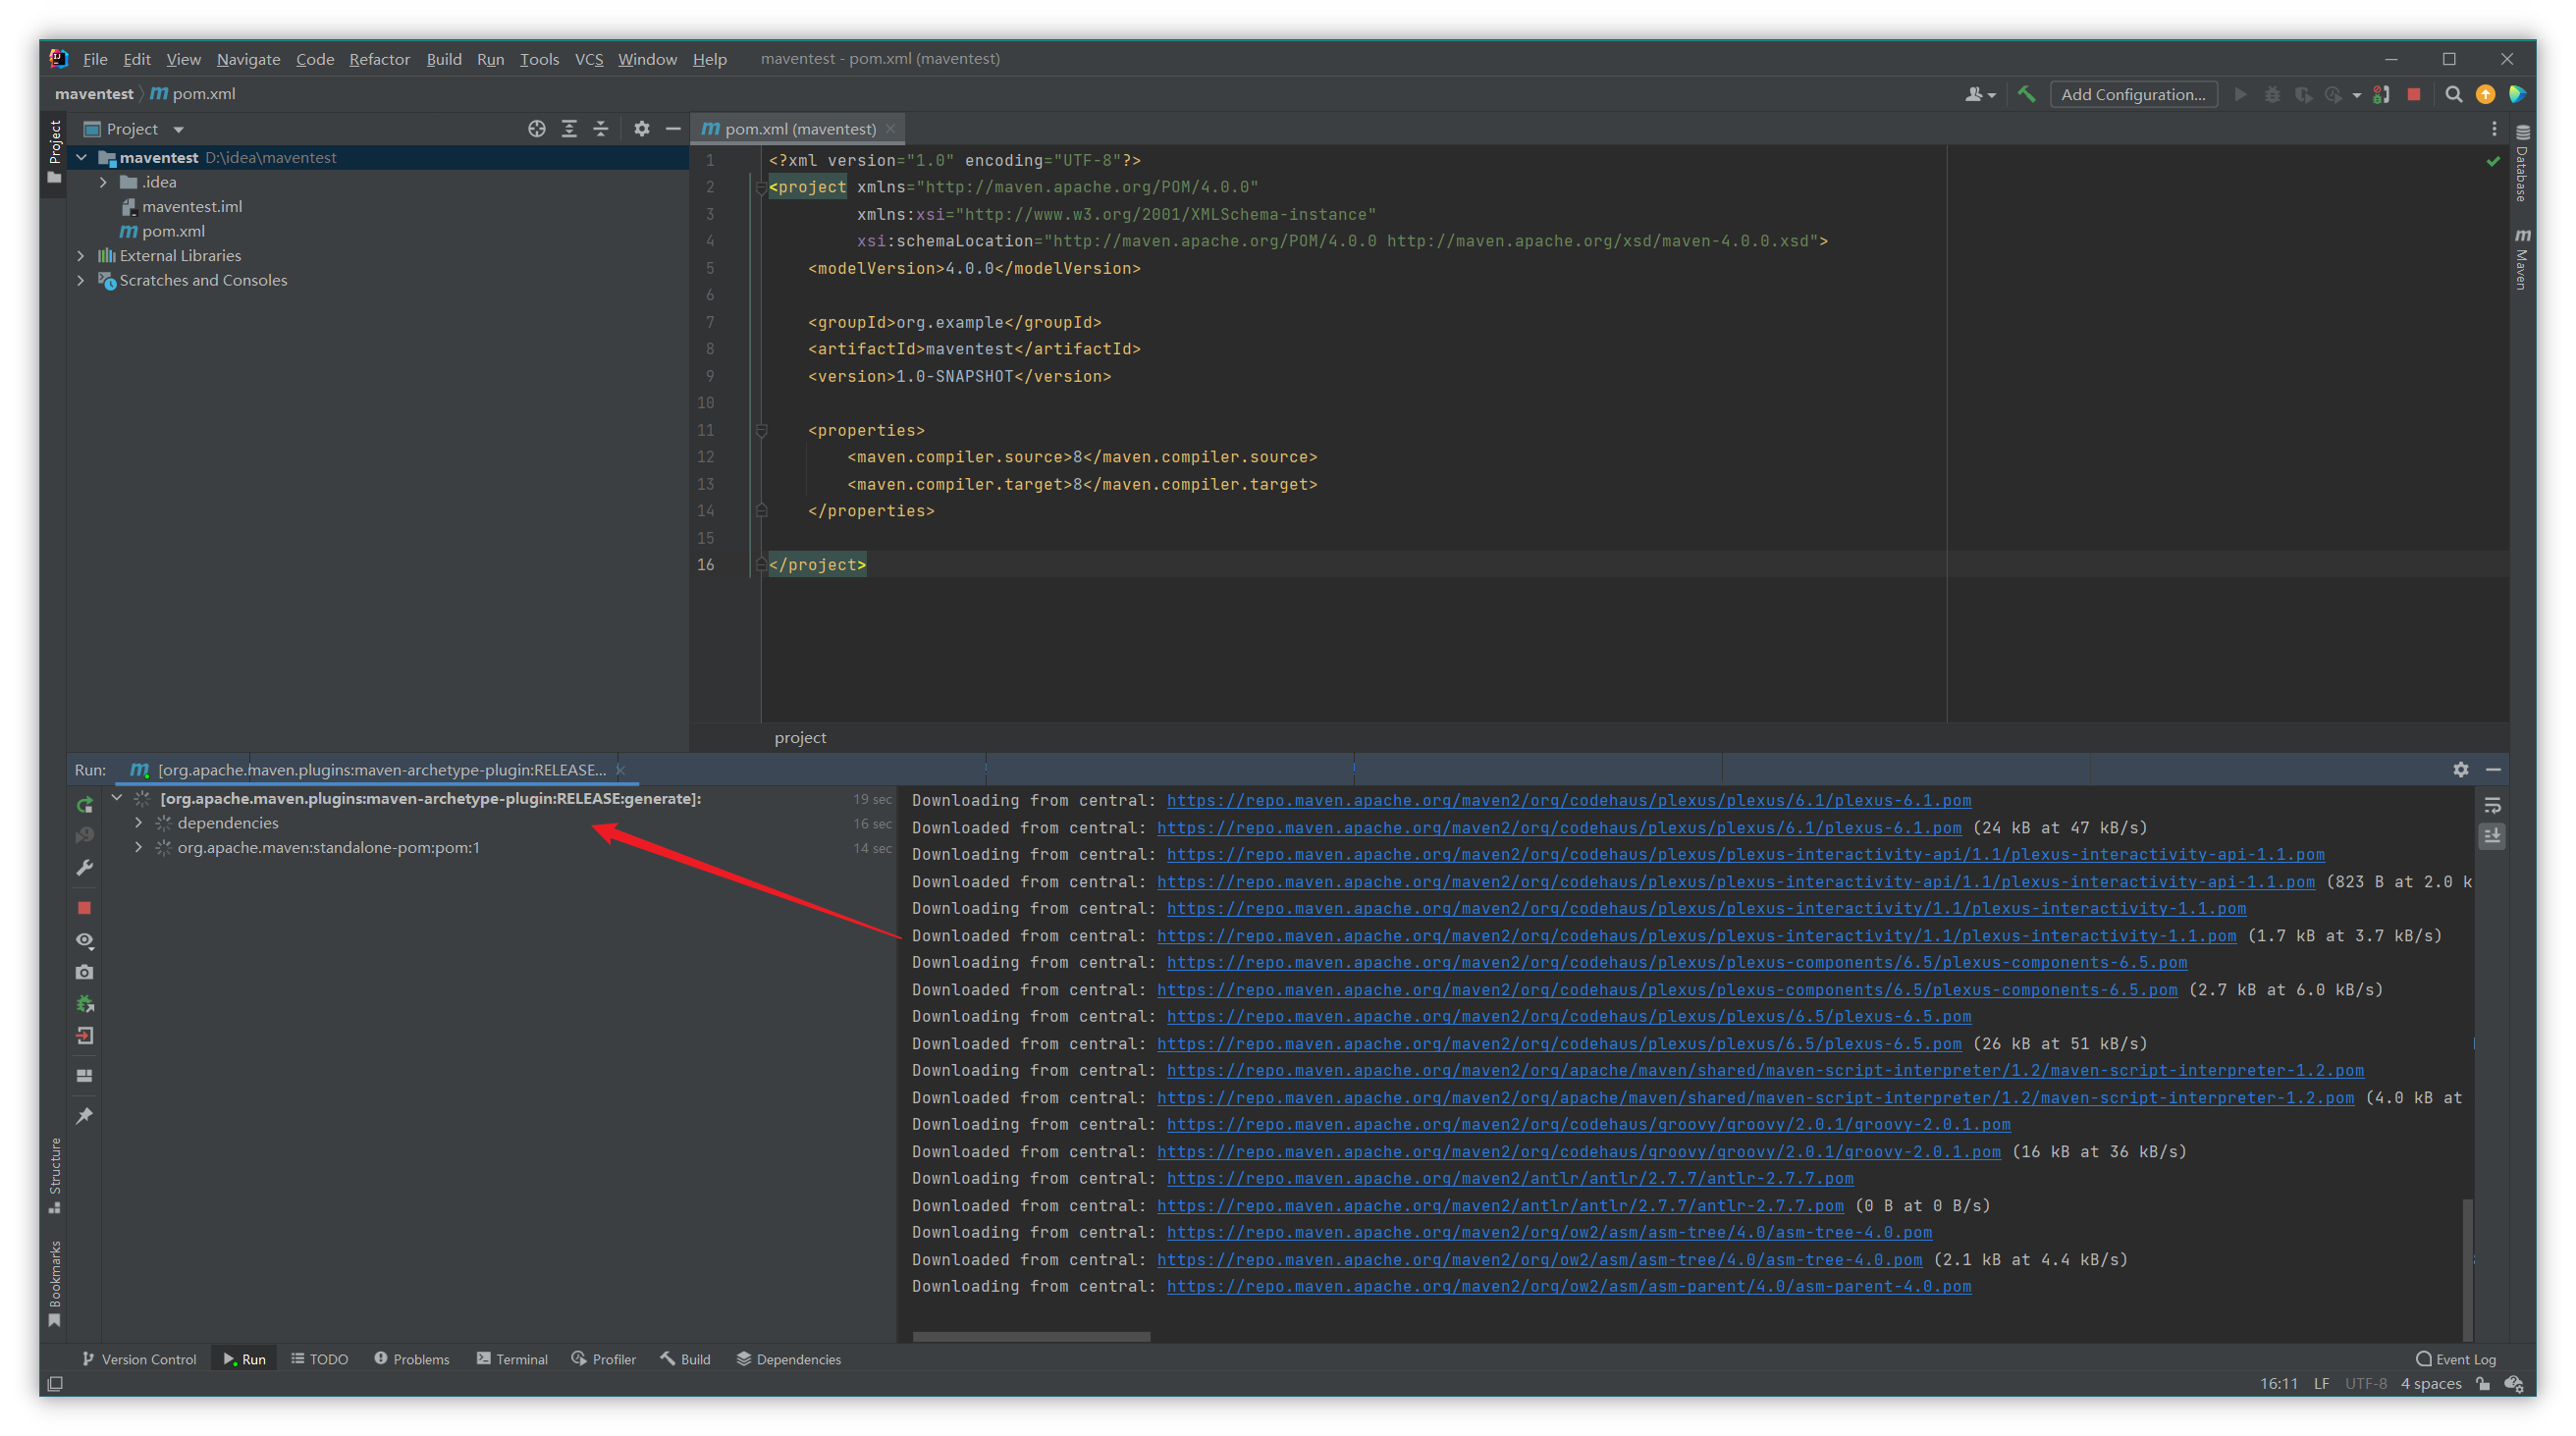 File Edit View Navigate Code Refactor Build Run Tools VCS Window Help maventest - pom.xml (maventest)
maventest pom.xml Add Configuration...
Project
Project
pom.xml (maventest)
maventest D:\idea\maventest
.idea
maventest.iml
pom.xml
External Libraries
Scratches and Consoles
1 <?xml version="1.0" encoding="UTF-8"?>
2 <project xmlns="http://maven.apache.org/POM/4.0.0"
3 xmlns:xsi="http://www.w3.org/2001/XMLSchema-instance"
4 xsi:schemaLocation="http://maven.apache.org/POM/4.0.0 http://maven.apache.org/xsd/maven-4.0.0.xsd">
5 <modelVersion>4.0.0</modelVersion>
6
7 <groupId>org.example</groupId>
8 <artifactId>maventest</artifactId>
9 <version>1.0-SNAPSHOT</version>
10
11 <properties>
12 <maven.compiler.source>8</maven.compiler.source>
13 <maven.compiler.target>8</maven.compiler.target>
14 </properties>
15
16 </project>
project
Database
Maven
Run: [org.apache.maven.plugins:maven-archetype-plugin:RELEASE...
[org.apache.maven.plugins:maven-archetype-plugin:RELEASE:generate]: 19 sec
dependencies 16 sec
org.apache.maven:standalone-pom:pom:1 14 sec
Downloading from central: https://repo.maven.apache.org/maven2/org/codehaus/plexus/plexus/6.1/plexus-6.1.pom
Downloaded from central: https://repo.maven.apache.org/maven2/org/codehaus/plexus/plexus/6.1/plexus-6.1.pom (24 kB at 47 kB/s)
Downloading from central: https://repo.maven.apache.org/maven2/org/codehaus/plexus/plexus-interactivity-api/1.1/plexus-interactivity-api-1.1.pom
Downloaded from central: https://repo.maven.apache.org/maven2/org/codehaus/plexus/plexus-interactivity-api/1.1/plexus-interactivity-api-1.1.pom (823 B at 2.0 k
Downloading from central: https://repo.maven.apache.org/maven2/org/codehaus/plexus/plexus-interactivity/1.1/plexus-interactivity-1.1.pom
Downloaded from central: https://repo.maven.apache.org/maven2/org/codehaus/plexus/plexus-interactivity/1.1/plexus-interactivity-1.1.pom (1.7 kB at 3.7 kB/s)
Downloading from central: https://repo.maven.apache.org/maven2/org/codehaus/plexus/plexus-components/6.5/plexus-components-6.5.pom
Downloaded from central: https://repo.maven.apache.org/maven2/org/codehaus/plexus/plexus-components/6.5/plexus-components-6.5.pom (2.7 kB at 6.0 kB/s)
Downloading from central: https://repo.maven.apache.org/maven2/org/codehaus/plexus/plexus/6.5/plexus-6.5.pom
Downloaded from central: https://repo.maven.apache.org/maven2/org/codehaus/plexus/plexus/6.5/plexus-6.5.pom (26 kB at 51 kB/s)
Downloading from central: https://repo.maven.apache.org/maven2/org/apache/maven/shared/maven-script-interpreter/1.2/maven-script-interpreter-1.2.pom
Downloaded from central: https://repo.maven.apache.org/maven2/org/apache/maven/shared/maven-script-interpreter/1.2/maven-script-interpreter-1.2.pom (4.0 kB at
Downloading from central: https://repo.maven.apache.org/maven2/org/codehaus/groovy/groovy/2.0.1/groovy-2.0.1.pom
Downloaded from central: https://repo.maven.apache.org/maven2/org/codehaus/groovy/groovy/2.0.1/groovy-2.0.1.pom (16 kB at 36 kB/s)
Downloading from central: https://repo.maven.apache.org/maven2/antlr/antlr/2.7.7/antlr-2.7.7.pom
Downloaded from central: https://repo.maven.apache.org/maven2/antlr/antlr/2.7.7/antlr-2.7.7.pom (0 B at 0 B/s)
Downloading from central: https://repo.maven.apache.org/maven2/org/ow2/asm/asm-tree/4.0/asm-tree-4.0.pom
Downloaded from central: https://repo.maven.apache.org/maven2/org/ow2/asm/asm-tree/4.0/asm-tree-4.0.pom (2.1 kB at 4.4 kB/s)
Downloading from central: https://repo.maven.apache.org/maven2/org/ow2/asm/asm-parent/4.0/asm-parent-4.0.pom
Structure
Bookmarks
Version Control Run TODO Problems Terminal Profiler Build Dependencies Event Log
16:11 LF UTF-8 4 spaces